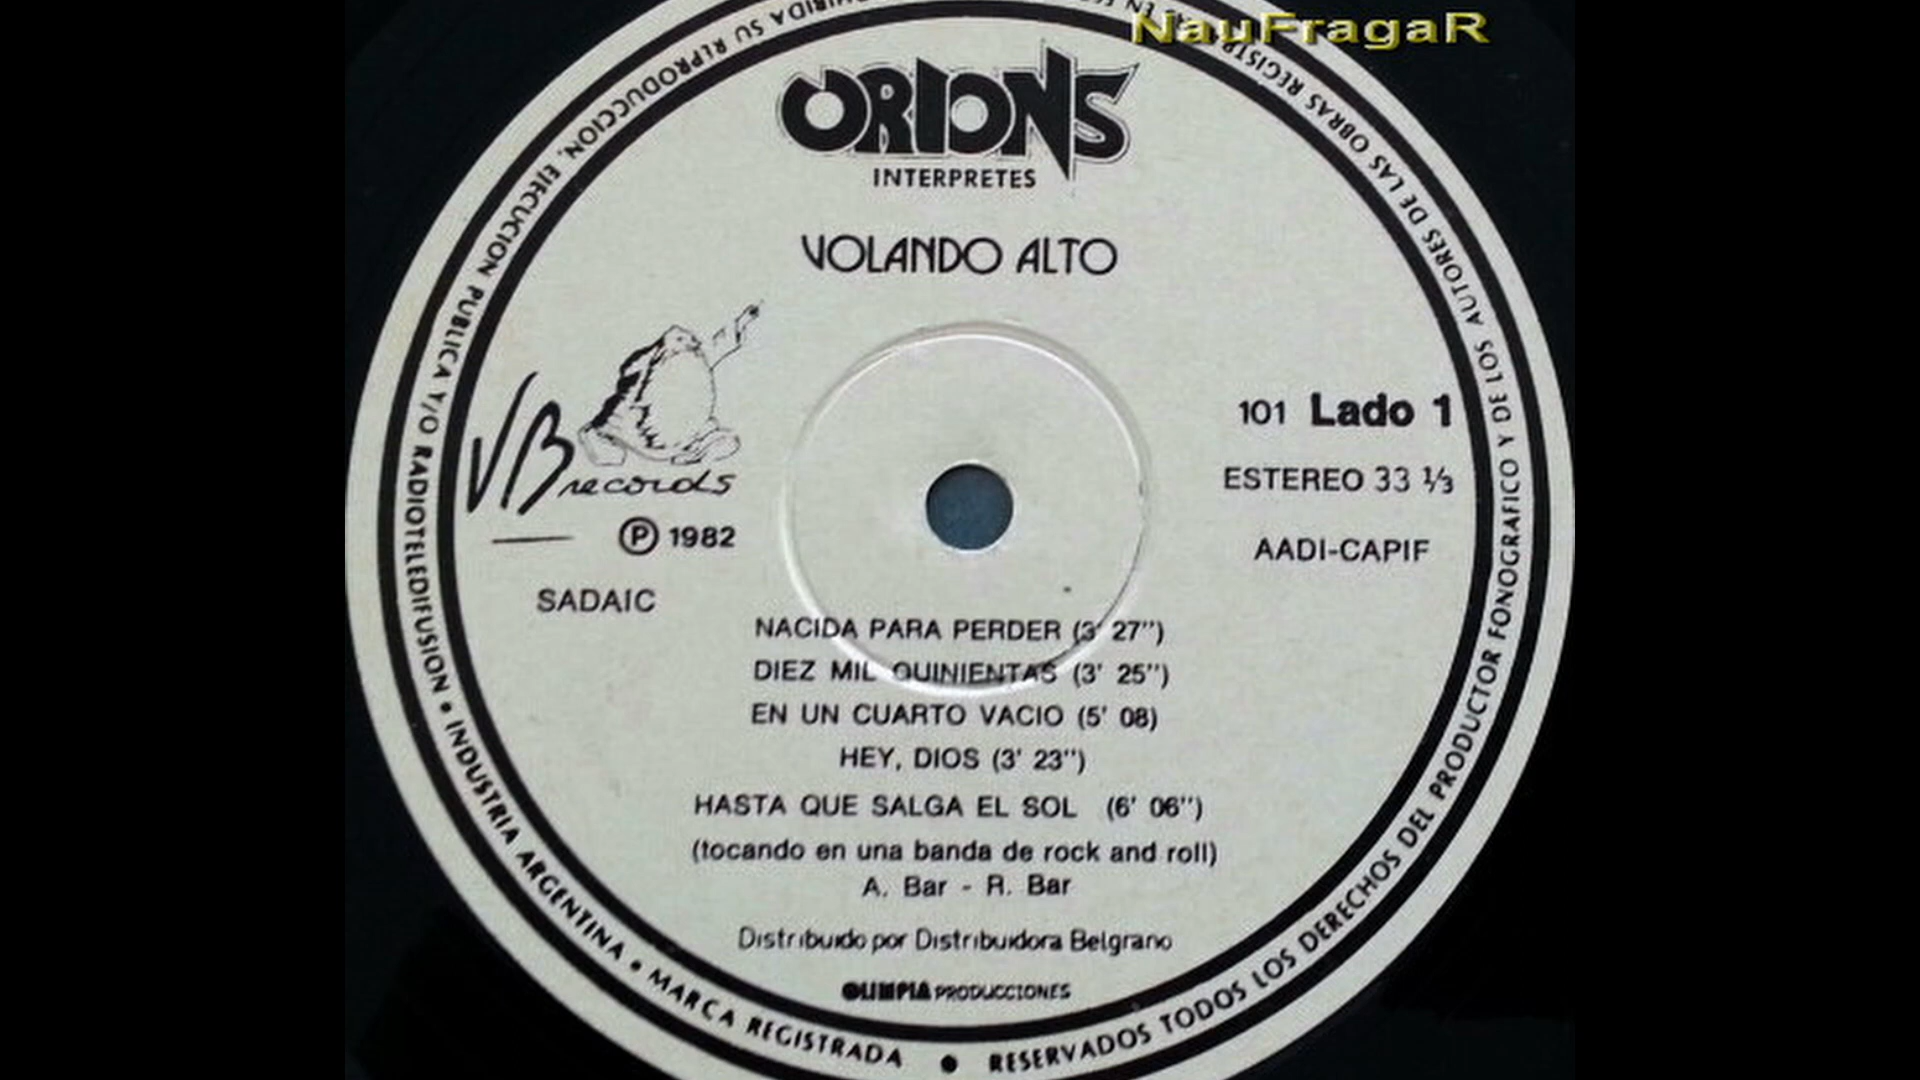 NauFragaR
ORIONS
INTERPRETES
VOLANDO ALTO
VB records
Ⓟ 1982
SADAIC
101 Lado 1
ESTEREO 33 ⅓
AADI-CAPIF
NACIDA PARA PERDER (3' 27'')
DIEZ MIL QUINIENTAS (3' 25'')
EN UN CUARTO VACIO (5' 08)
HEY, DIOS (3' 23'')
HASTA QUE SALGA EL SOL (6' 06'')
(tocando en una banda de rock and roll)
A. Bar - R. Bar
Distribuido por Distribuidora Belgrano
OLIMPIA PRODUCCIONES
INDUSTRIA ARGENTINA • MARCA REGISTRADA • RESERVADOS TODOS LOS DERECHOS DEL PRODUCTOR FONOGRAFICO Y DE LOS AUTORES DE LAS OBRAS
SU REPRODUCCION, EJECUCION PUBLICA Y/O RADIOTELEDIFUSION •